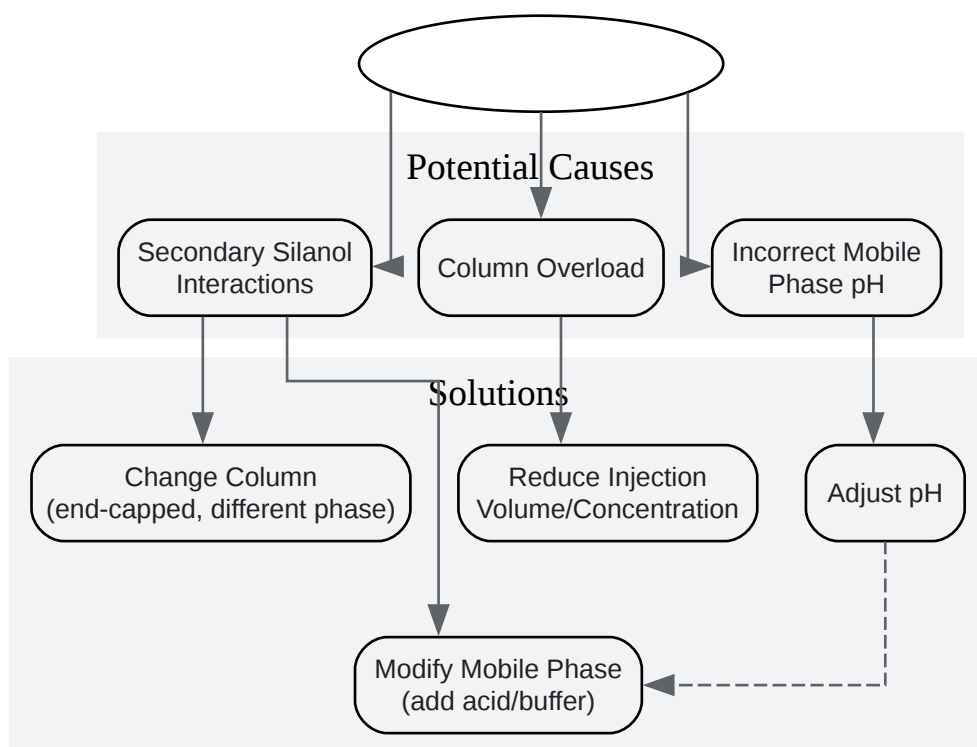 Potential Causes
Secondary Silanol
Interactions
Column Overload
Incorrect Mobile
Phase pH
Solutions
Change Column
(end-capped, different phase)
Reduce Injection
Volume/Concentration
Adjust pH
Modify Mobile Phase
(add acid/buffer)